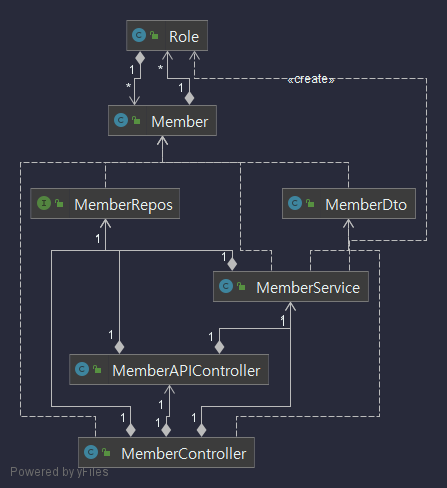 C Role
1
*
«create»
*
1
C Member
I MemberRepos
C MemberDto
1
1
C MemberService
1
1
1
C MemberAPIController
1
1
1
C MemberController
Powered by yFiles